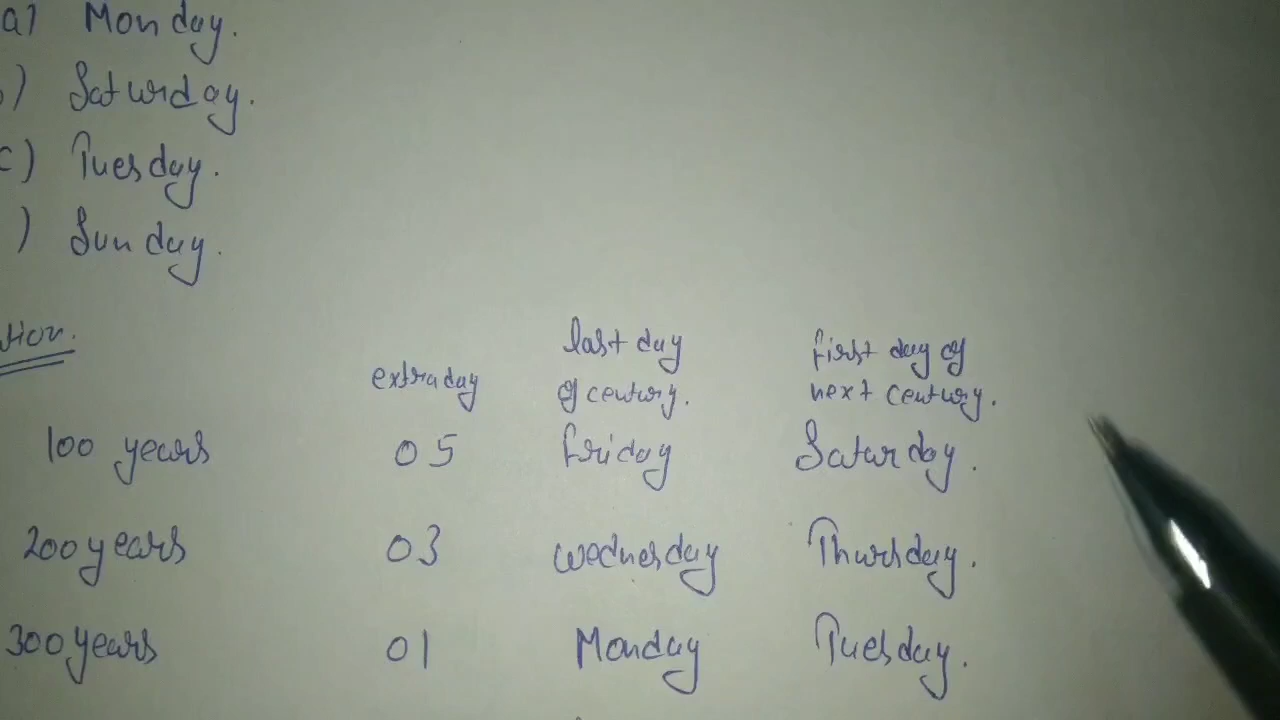 a) Monday.
) Saturday.
c) Tuesday.
) Sunday.
last day first day of
extraday of century. next century.
100 years 05 friday Saturday.
200 years 03 wednesday Thursday.
300 years 01 Monday Tuesday.